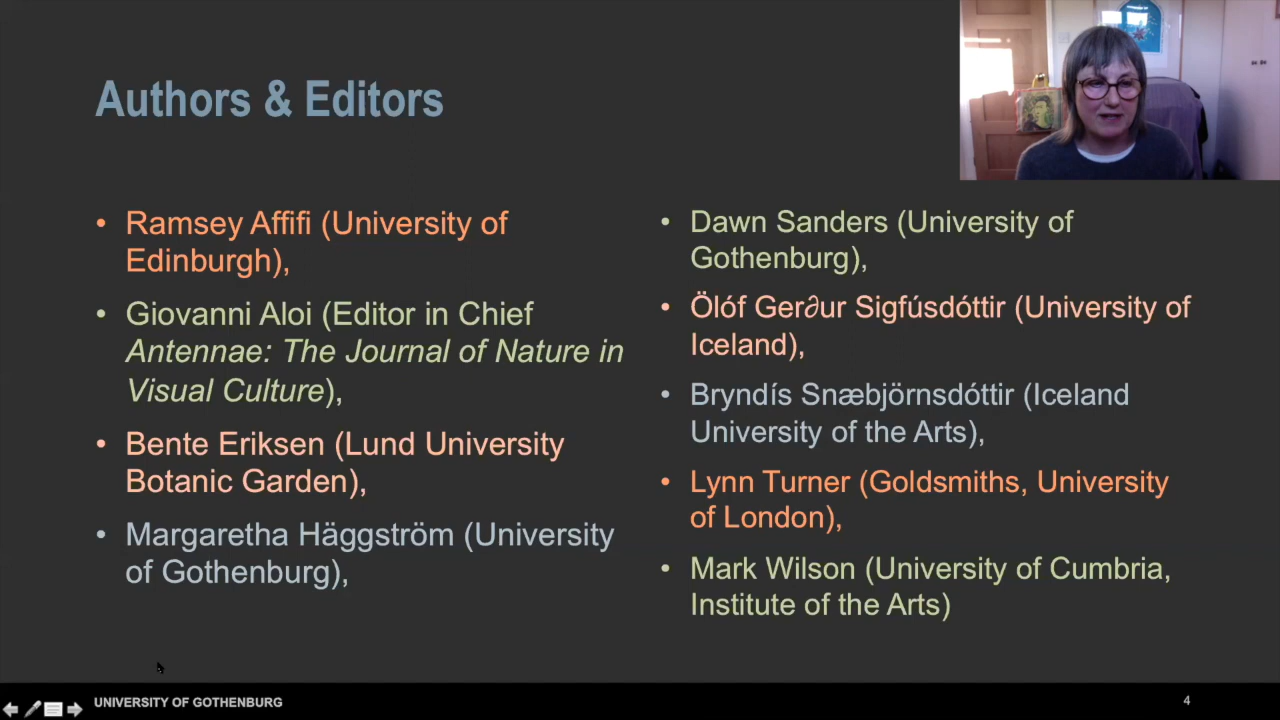 Authors & Editors
• Ramsey Affifi (University of
Edinburgh),
• Giovanni Aloi (Editor in Chief
Antennae: The Journal of Nature in
Visual Culture),
• Bente Eriksen (Lund University
Botanic Garden),
• Margaretha Häggström (University
of Gothenburg),
• Dawn Sanders (University of
Gothenburg),
• Ölóf Ger∂ur Sigfúsdóttir (University of
Iceland),
• Bryndís Snæbjörnsdóttir (Iceland
University of the Arts),
• Lynn Turner (Goldsmiths, University
of London),
• Mark Wilson (University of Cumbria,
Institute of the Arts)
UNIVERSITY OF GOTHENBURG
4